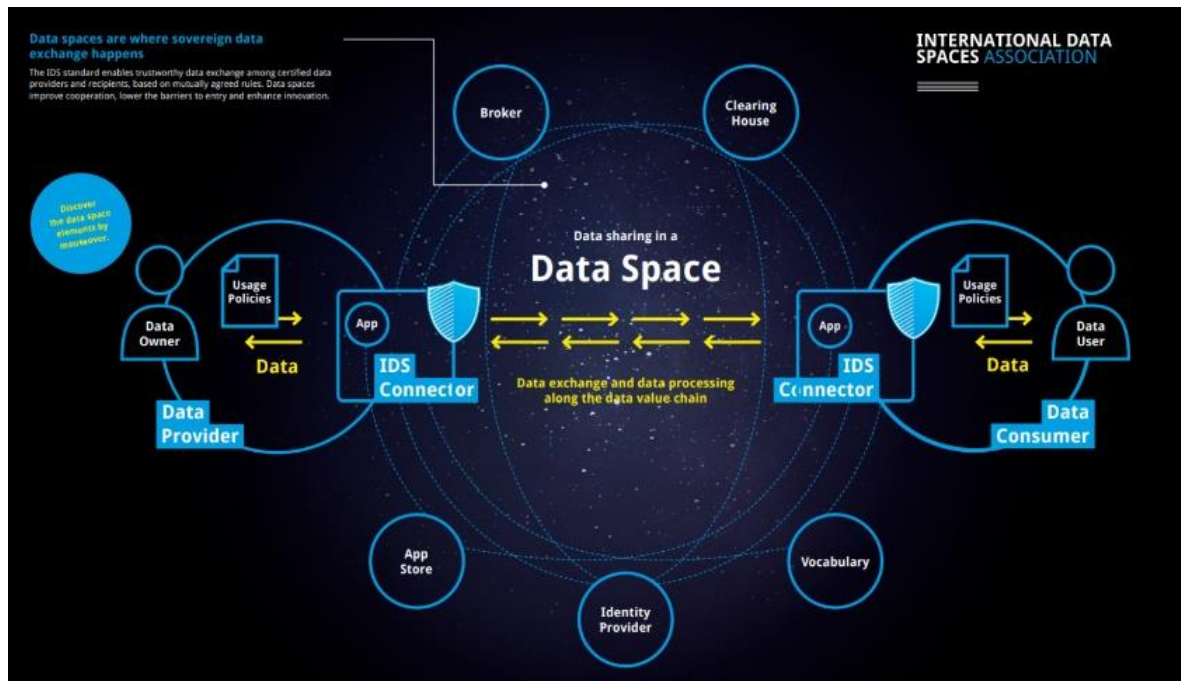 Data spaces are where sovereign data
exchange happens
The IDS standard enables trustworthy data exchange among certified data
providers and recipients, based on mutually agreed rules. Data spaces
improve cooperation, lower the barriers to entry and enhance innovation.
INTERNATIONAL DATA
SPACES ASSOCIATION
Broker
Clearing
House
Discover
the data space
elements by
mouseover.
Data sharing in a
Data Space
Usage
Policies
Data
Owner
App
Data
IDS
Connector
Data
Provider
Data exchange and data processing
along the data value chain
App
IDS
Connector
Usage
Policies
Data
User
Data
Data
Consumer
App
Store
Vocabulary
Identity
Provider